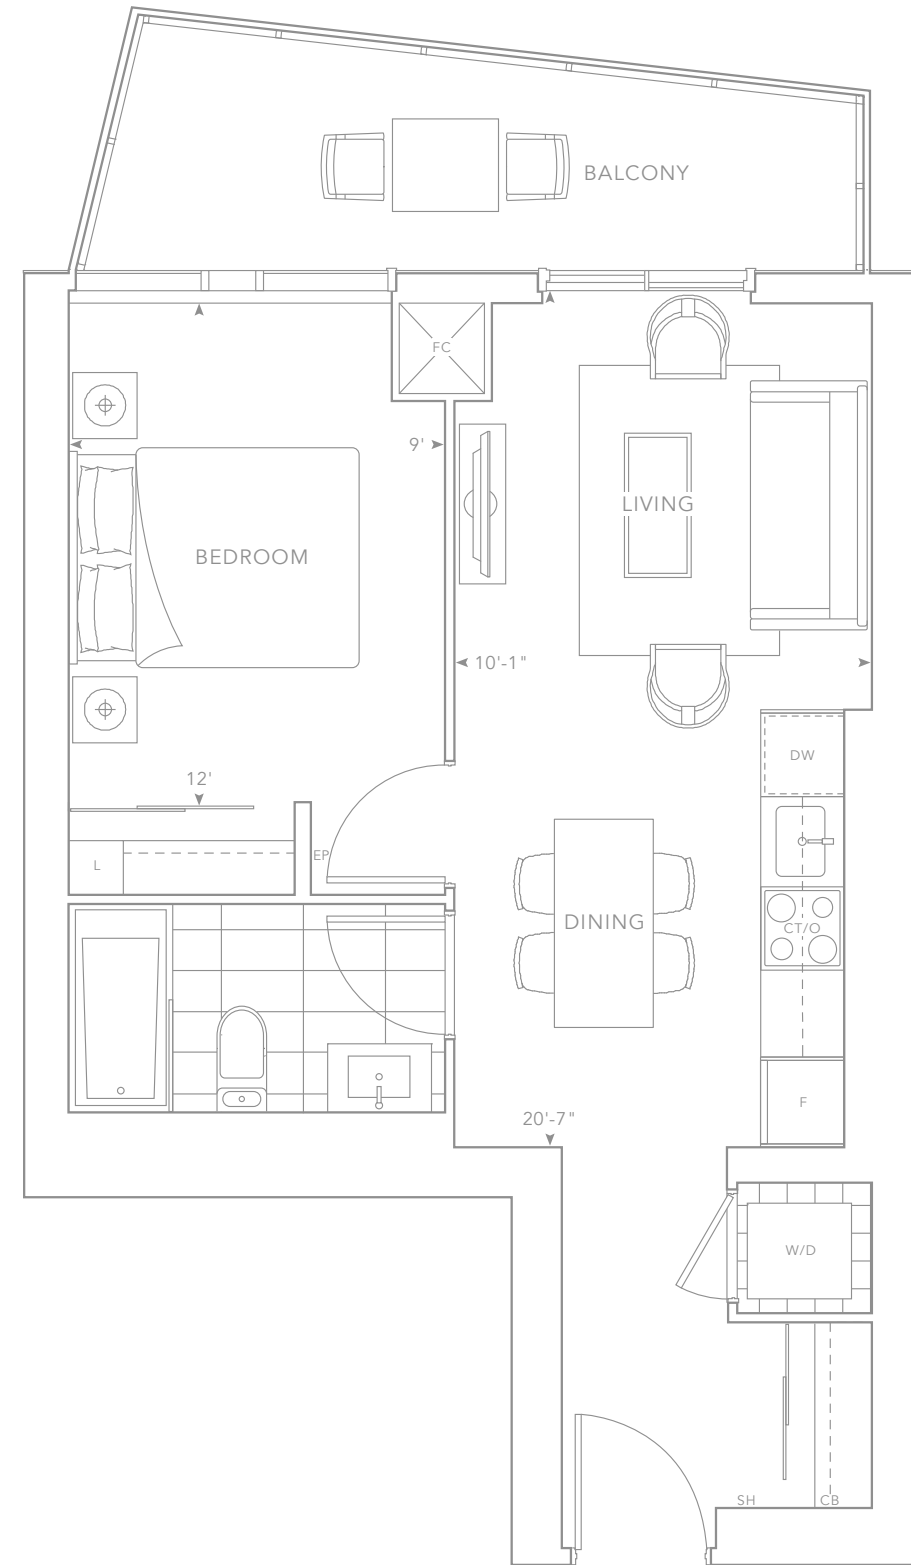 BALCONY
FC
9'
LIVING
BEDROOM
10'-1"
DW
12'
EP
L
DINING
CT/O
F
20'-7"
W/D
SH
CB